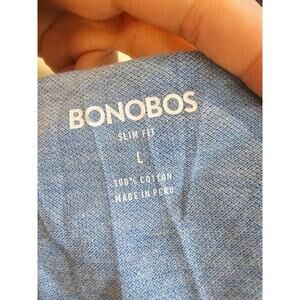 BONOBOS
SLIM FIT
L
100% COTTON
MADE IN PERU